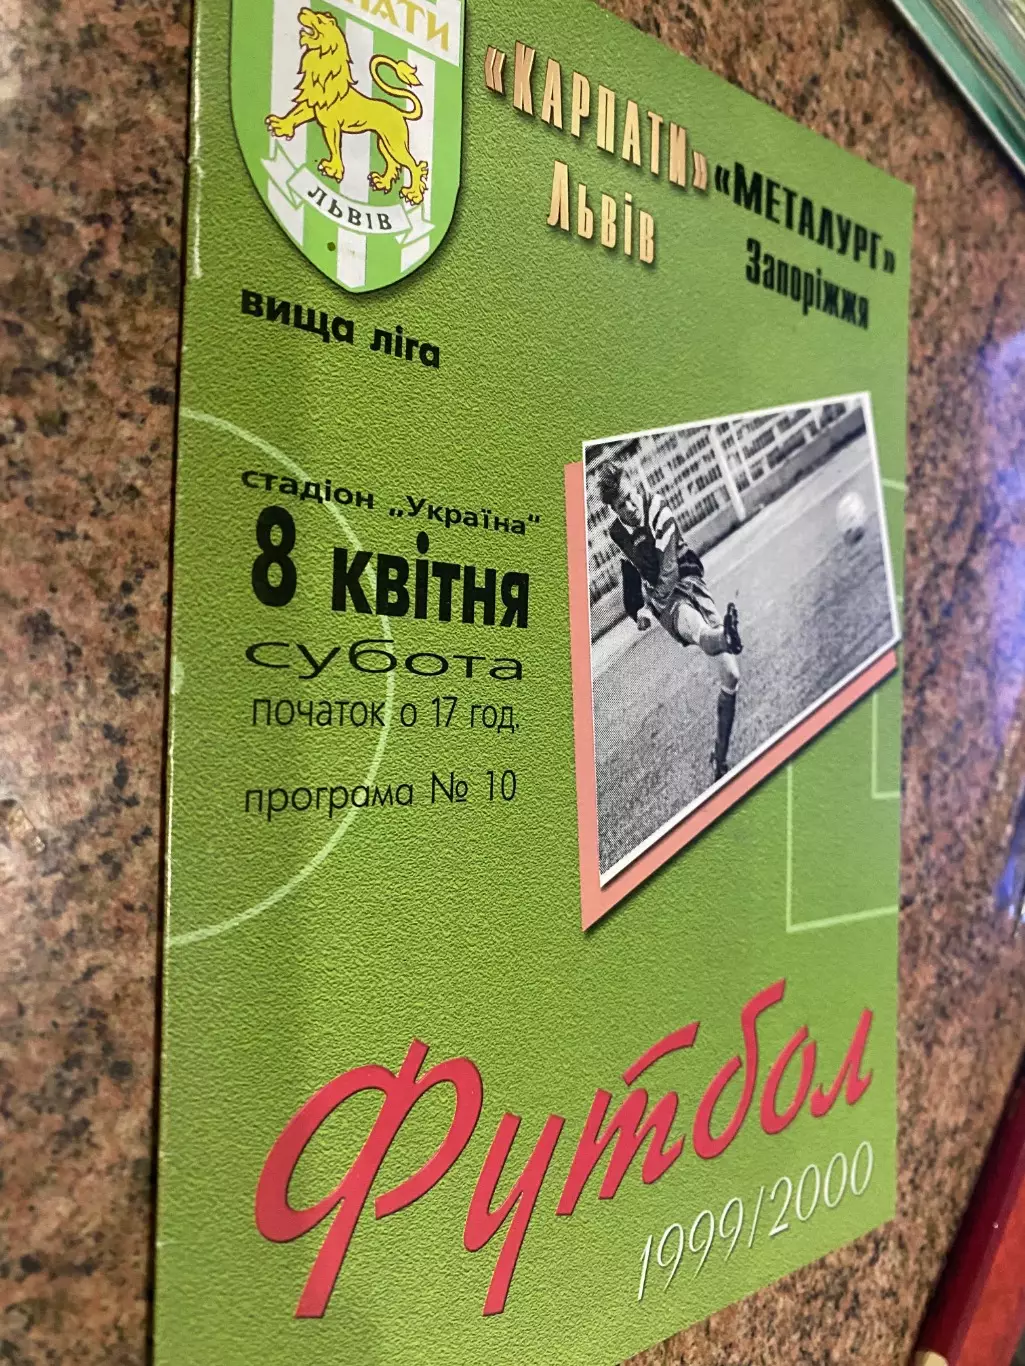 ЛЬВІВ
«КАРПАТИ»
Львів
«МЕТАЛУРГ»
Запоріжжя
вища ліга
стадіон „Україна“
8 квітня
субота
початок о 17 год.
програма № 10
Футбол
1999/2000